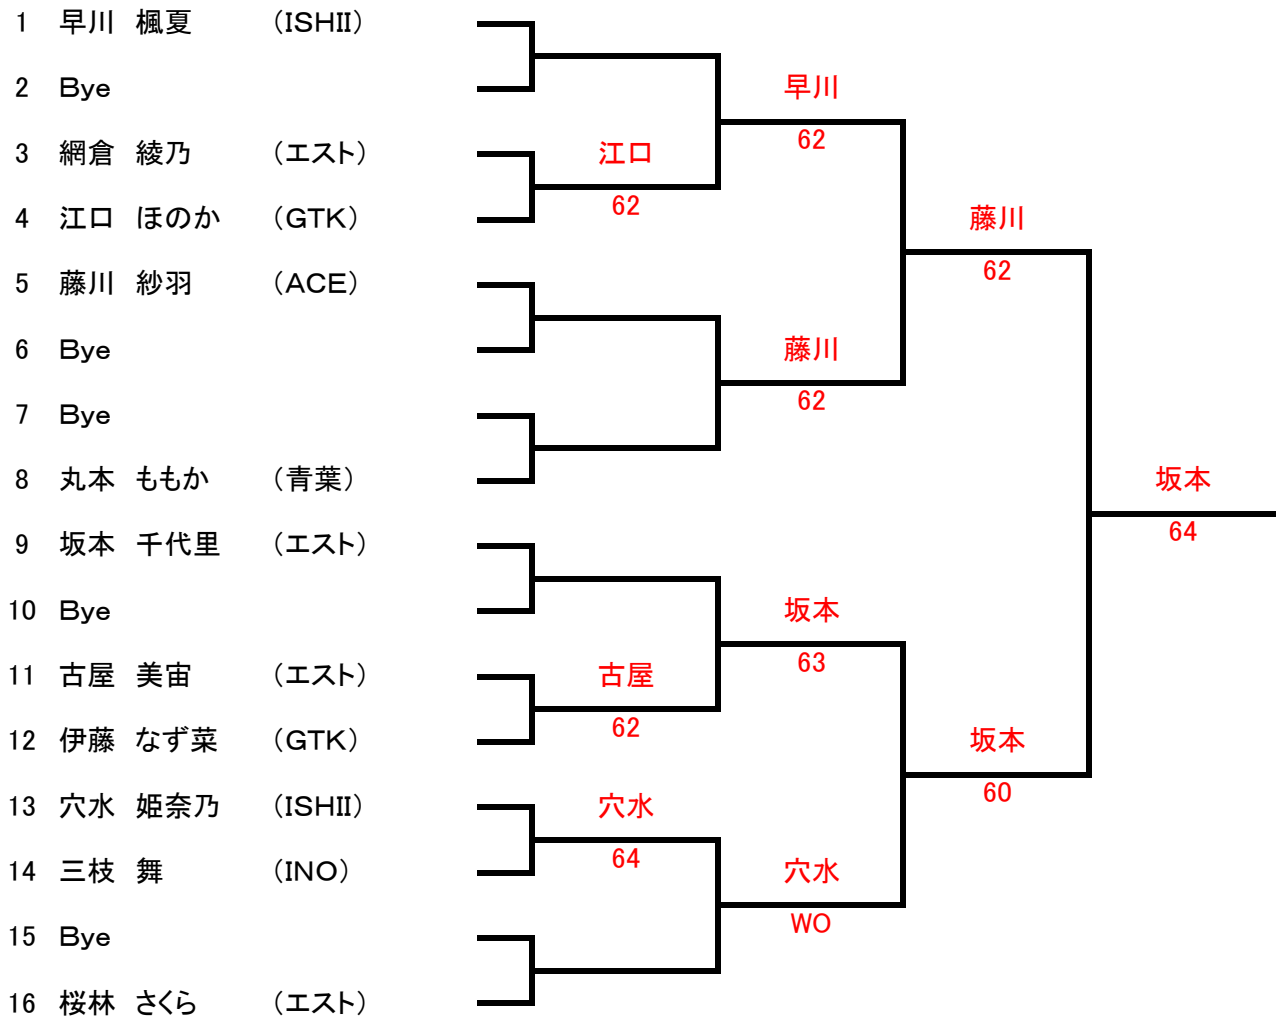 1 早川 楓夏 (ISHII)
2 Bye
早川
62
3 網倉 綾乃 (エスト)
江口
62
4 江口 ほのか (GTK)
藤川
62
5 藤川 紗羽 (ACE)
6 Bye
藤川
62
7 Bye
8 丸本 ももか (青葉)
坂本
64
9 坂本 千代里 (エスト)
10 Bye
坂本
63
11 古屋 美宙 (エスト)
古屋
62
12 伊藤 なず菜 (GTK)
坂本
60
13 穴水 姫奈乃 (ISHII)
穴水
64
14 三枝 舞 (INO)
穴水
WO
15 Bye
16 桜林 さくら (エスト)